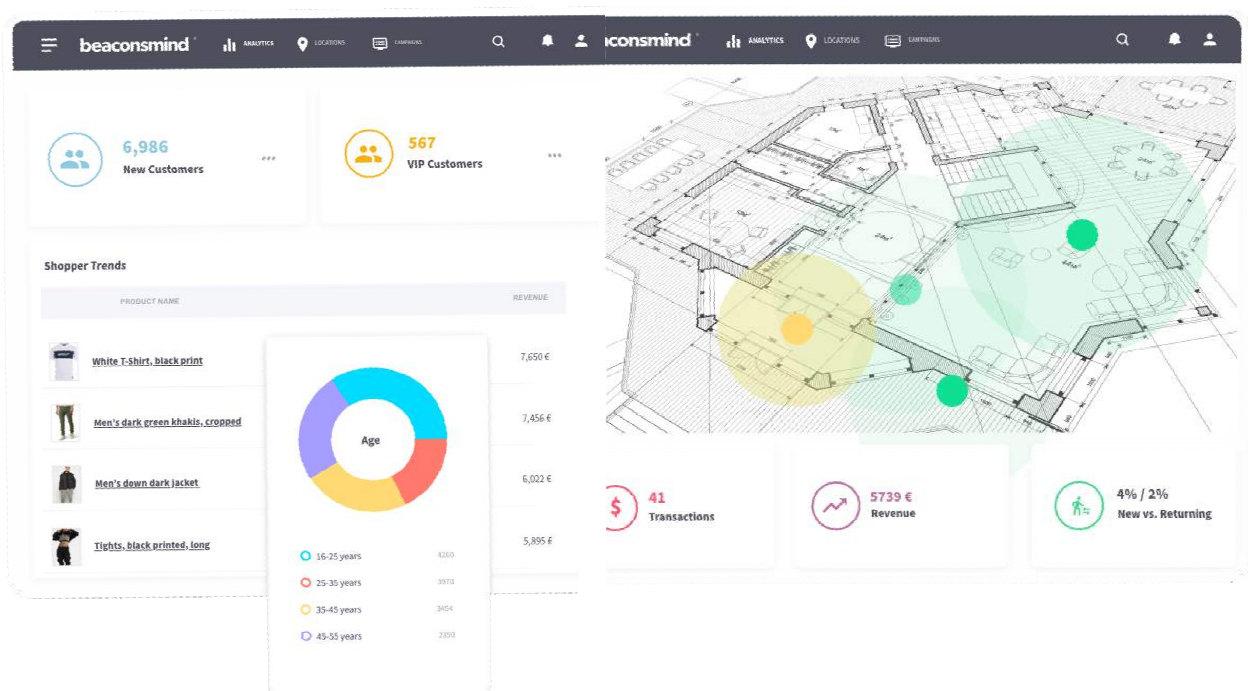 beaconsmind
ANALYTICS
LOCATIONS
CAMPAIGNS
6,986
New Customers
567
VIP Customers
Shopper Trends
PRODUCT NAME
REVENUE
White T-Shirt, black print
7,650 €
Men's dark green khakis, cropped
7,456 €
Men's down dark jacket
6,022 €
Tights, black printed, long
5,895 €
Age
16-25 years
4260
25-35 years
3970
35-45 years
3454
45-55 years
2390
consmind
ANALYTICS
LOCATIONS
CAMPAIGNS
41
Transactions
5739 €
Revenue
4% / 2%
New vs. Returning